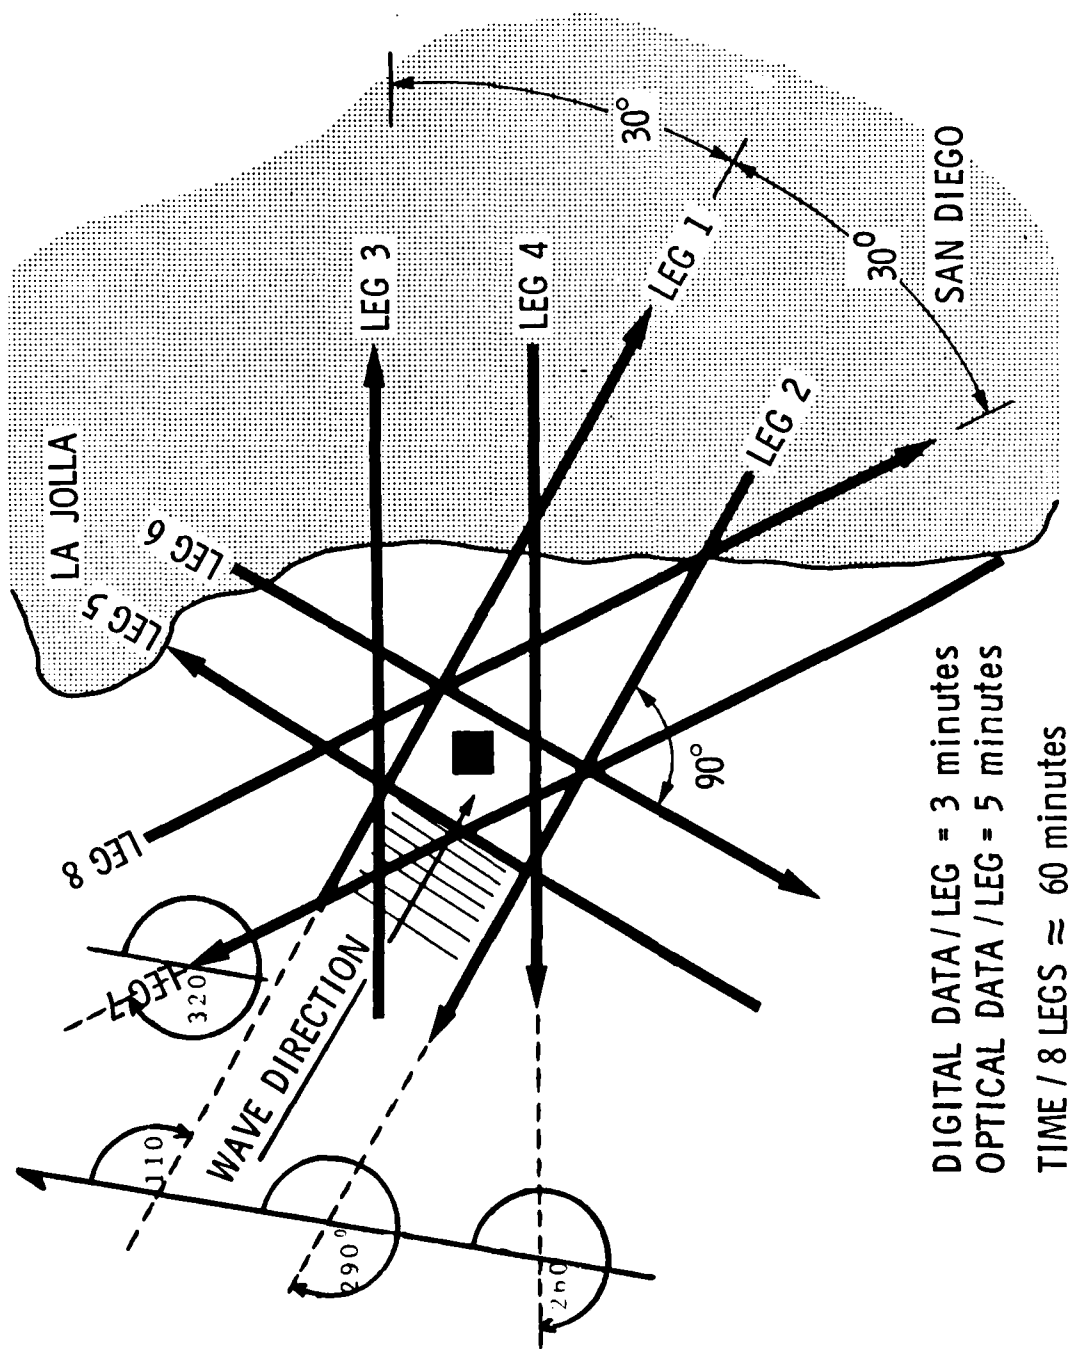 LA JOLLA
LEG 5
LEG 6
LEG 8
LEG 7
LEG 3
LEG 4
LEG 1
LEG 2
30°
30°
SAN DIEGO
320
WAVE DIRECTION
110
290°
260
90°
DIGITAL DATA / LEG = 3 minutes
OPTICAL DATA / LEG = 5 minutes
TIME / 8 LEGS ≈ 60 minutes